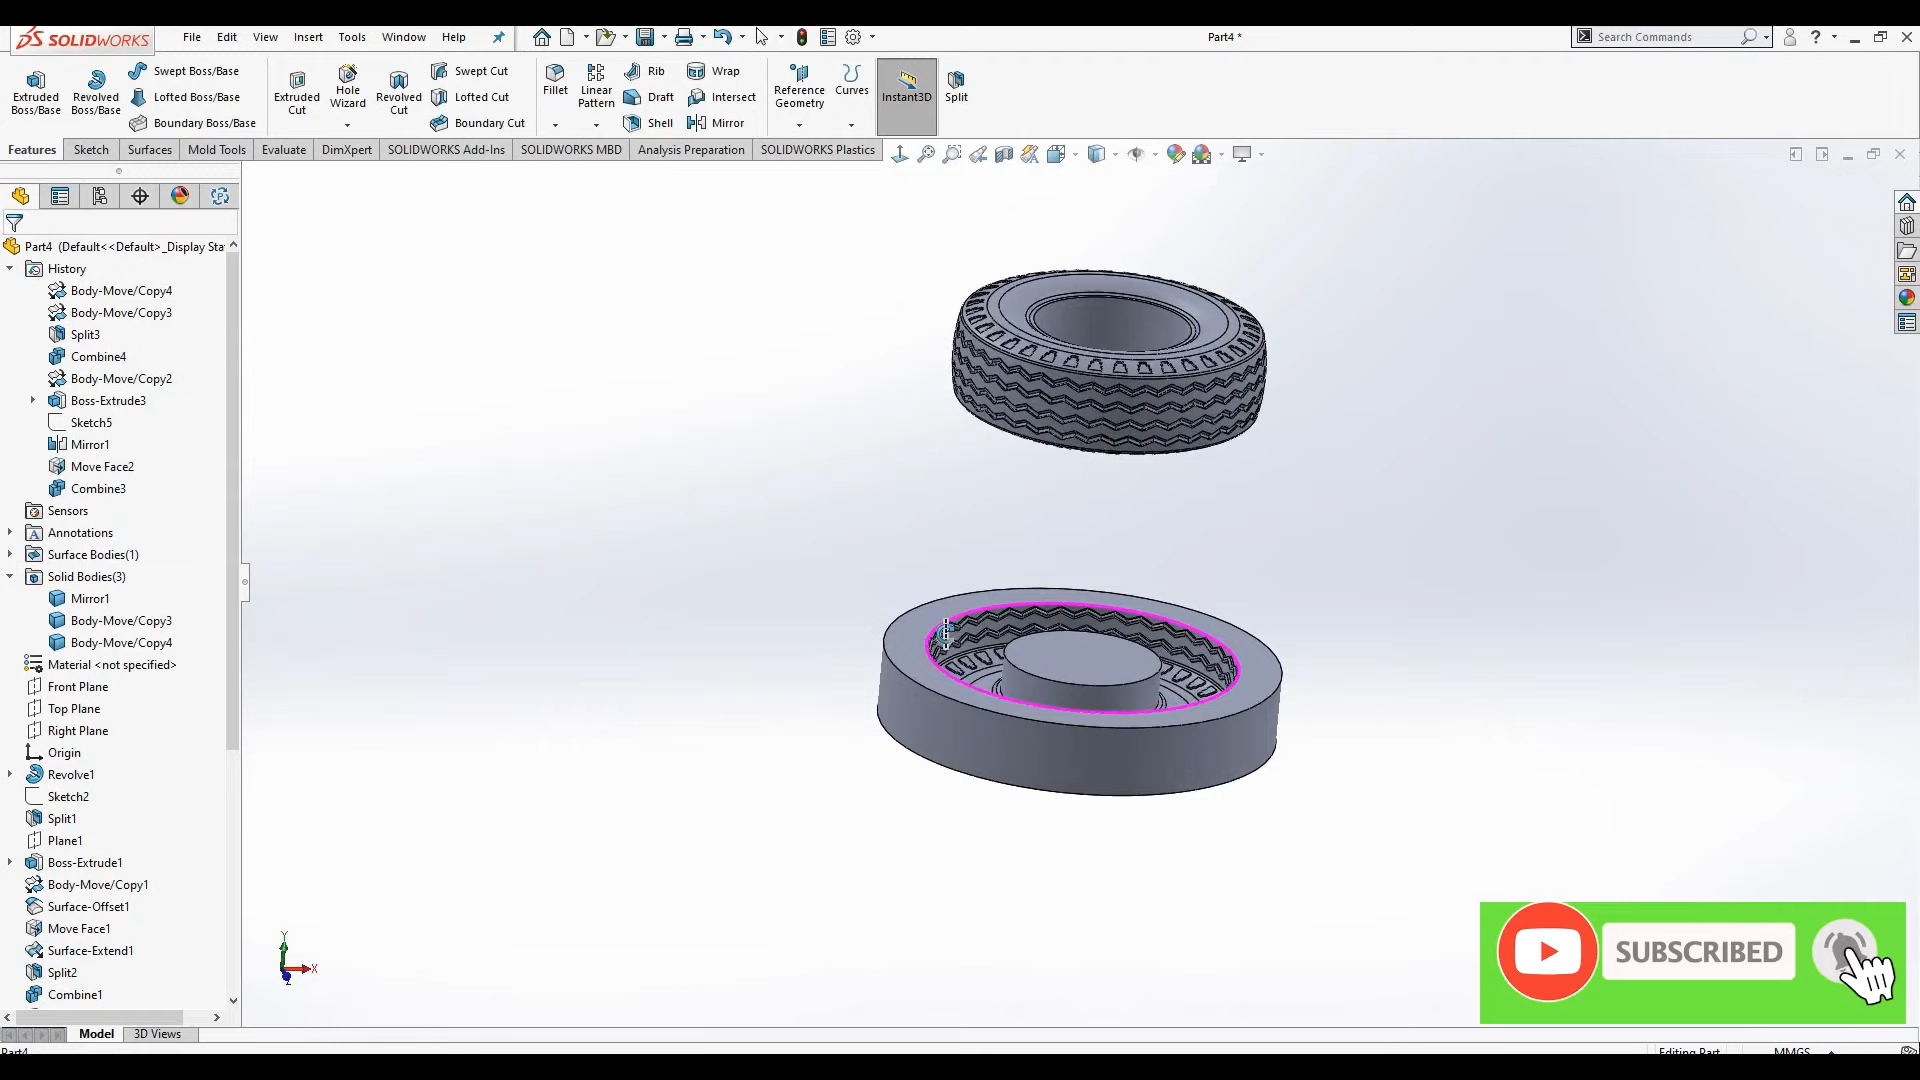 SOLIDWORKS
File Edit View Insert Tools Window Help
Part4 *
Search Commands
Extruded Boss/Base
Revolved Boss/Base
Swept Boss/Base
Lofted Boss/Base
Boundary Boss/Base
Extruded Cut
Hole Wizard
Revolved Cut
Swept Cut
Lofted Cut
Boundary Cut
Fillet
Linear Pattern
Rib
Draft
Shell
Wrap
Intersect
Mirror
Reference Geometry
Curves
Instant3D
Split
Features Sketch Surfaces Mold Tools Evaluate DimXpert SOLIDWORKS Add-Ins SOLIDWORKS MBD Analysis Preparation SOLIDWORKS Plastics
Part4 (Default<<Default>_Display Sta
History
Body-Move/Copy4
Body-Move/Copy3
Split3
Combine4
Body-Move/Copy2
Boss-Extrude3
Sketch5
Mirror1
Move Face2
Combine3
Sensors
Annotations
Surface Bodies(1)
Solid Bodies(3)
Mirror1
Body-Move/Copy3
Body-Move/Copy4
Material <not specified>
Front Plane
Top Plane
Right Plane
Origin
Revolve1
Sketch2
Split1
Plane1
Boss-Extrude1
Body-Move/Copy1
Surface-Offset1
Move Face1
Surface-Extend1
Split2
Combine1
Y
X
Z
SUBSCRIBED
Model 3D Views
Part4
Editing Part
MMGS